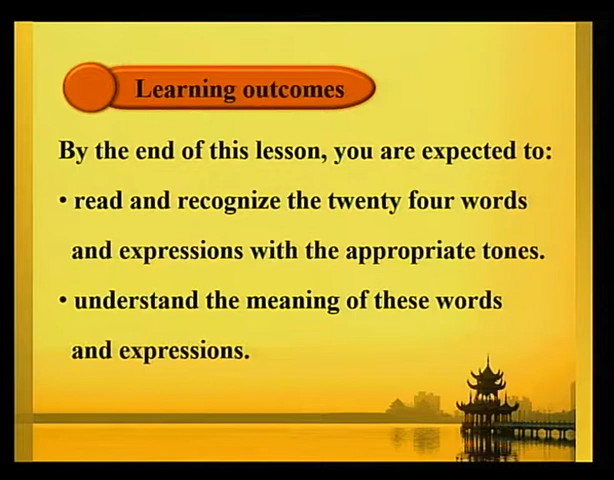 Learning outcomes
By the end of this lesson, you are expected to:
• read and recognize the twenty four words
and expressions with the appropriate tones.
• understand the meaning of these words
and expressions.